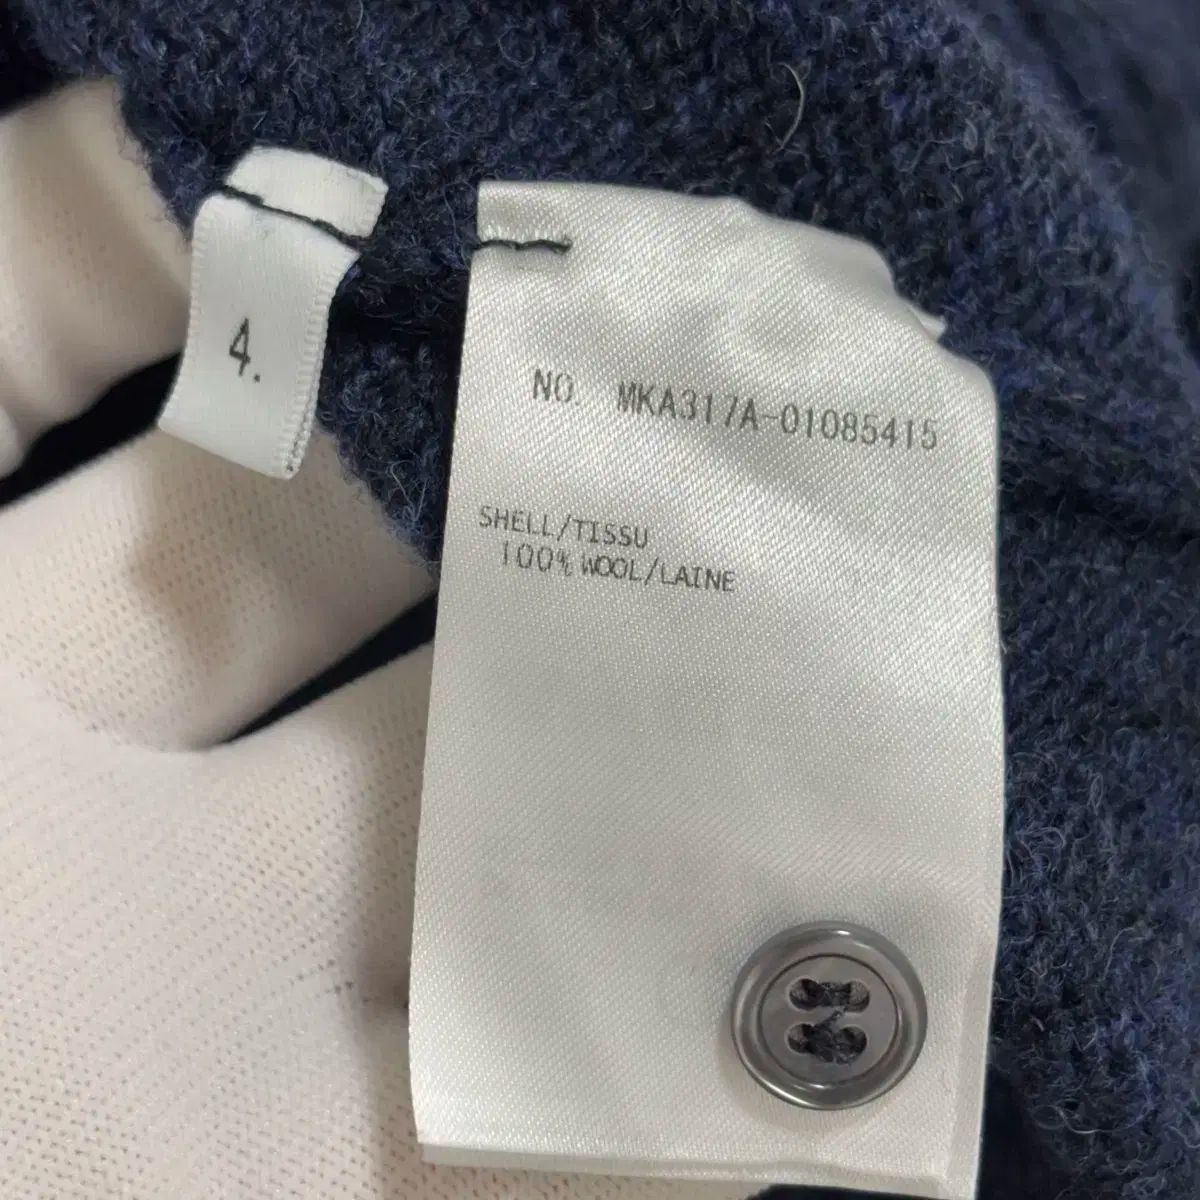 4.
NO. MKA317A-01085415
SHELL/TISSU
100% WOOL/LAINE